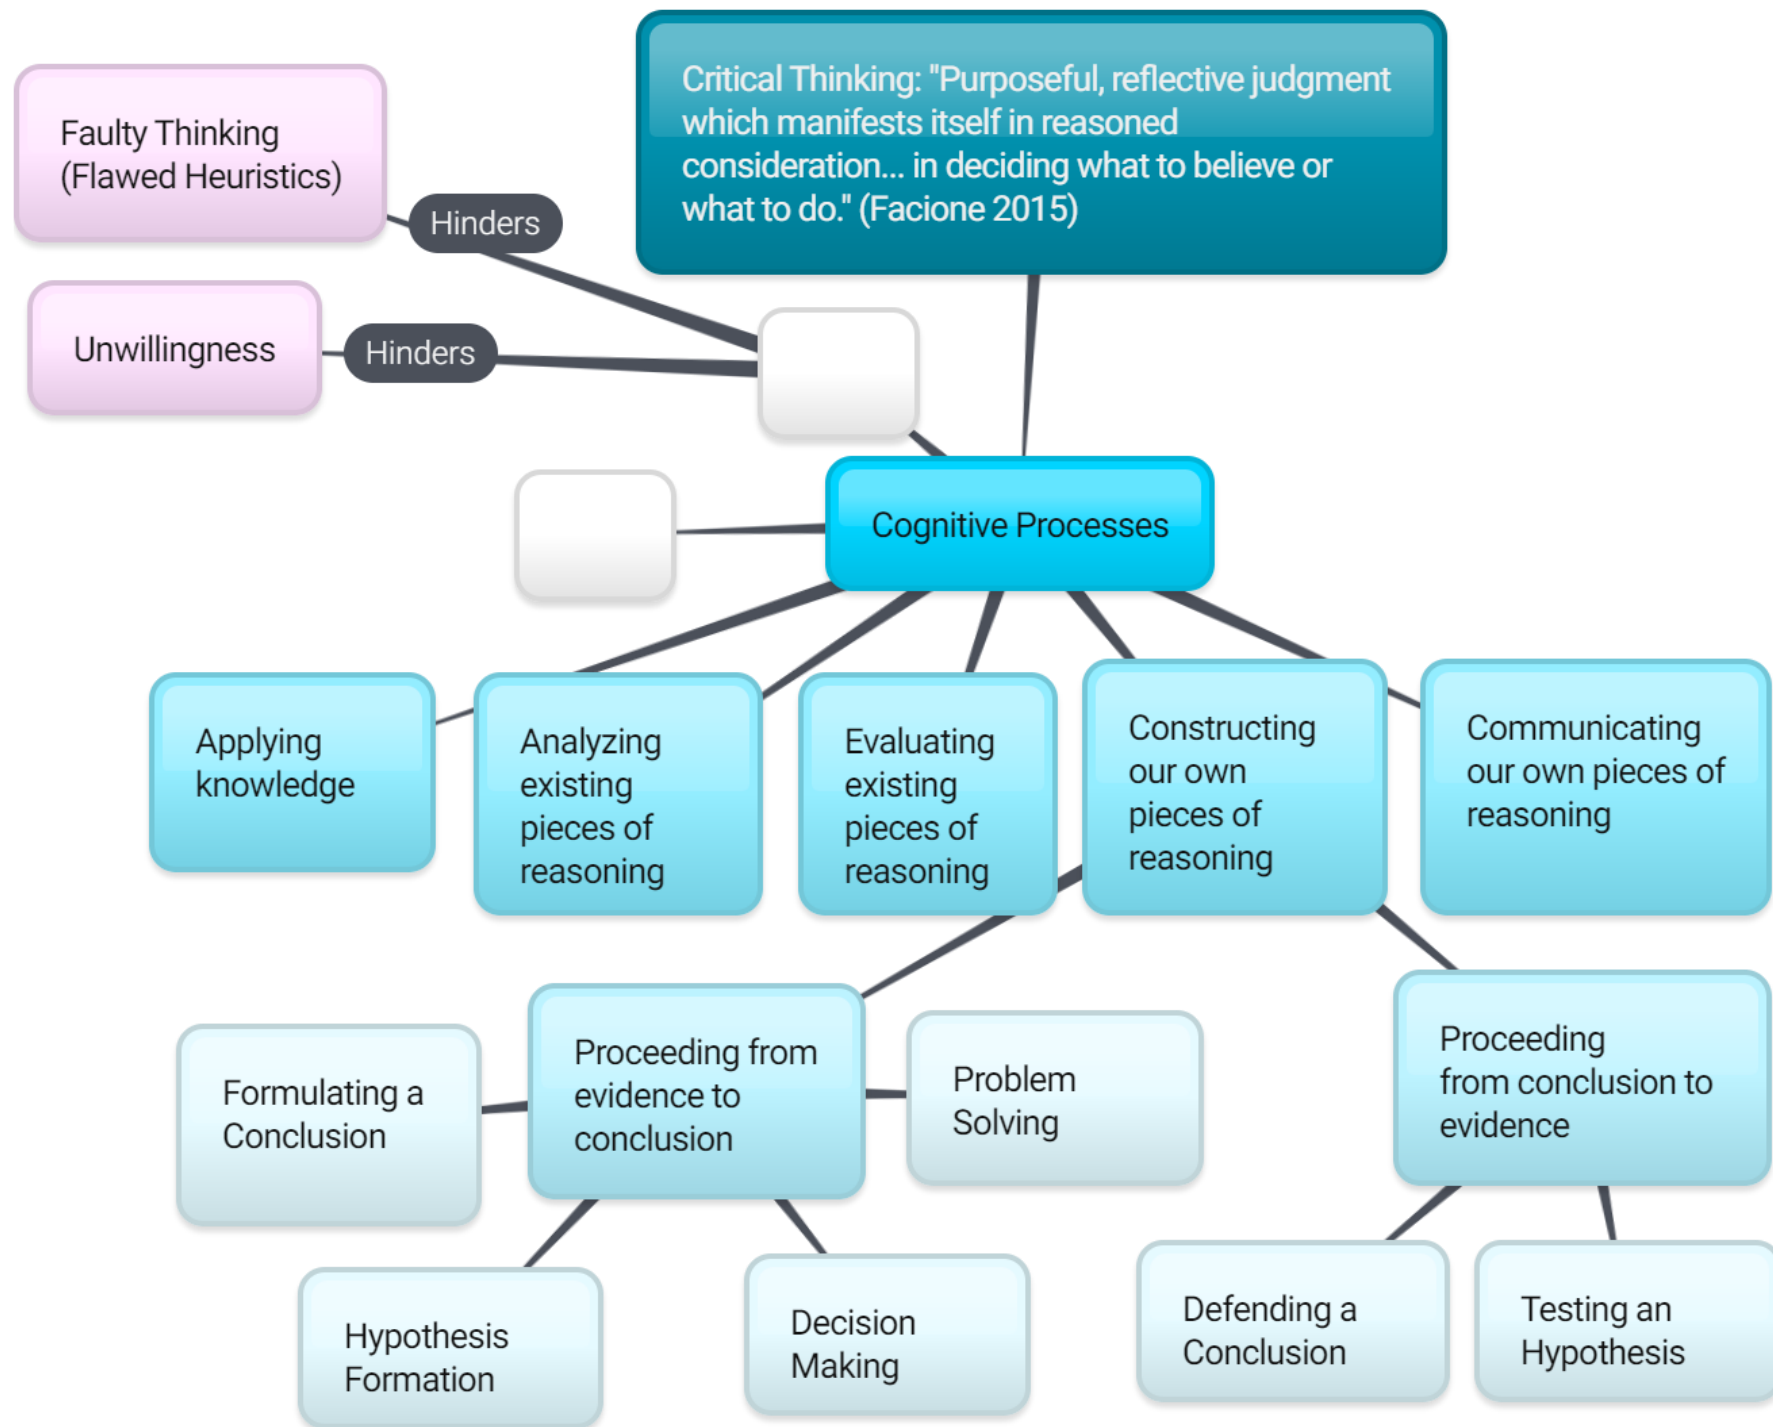 Critical Thinking: "Purposeful, reflective judgment
which manifests itself in reasoned
consideration... in deciding what to believe or
what to do." (Facione 2015)
Faulty Thinking
(Flawed Heuristics)
Hinders
Unwillingness
Hinders
Cognitive Processes
Applying
knowledge
Analyzing
existing
pieces of
reasoning
Evaluating
existing
pieces of
reasoning
Constructing
our own
pieces of
reasoning
Communicating
our own pieces of
reasoning
Formulating a
Conclusion
Proceeding from
evidence to
conclusion
Problem
Solving
Proceeding
from conclusion to
evidence
Hypothesis
Formation
Decision
Making
Defending a
Conclusion
Testing an
Hypothesis